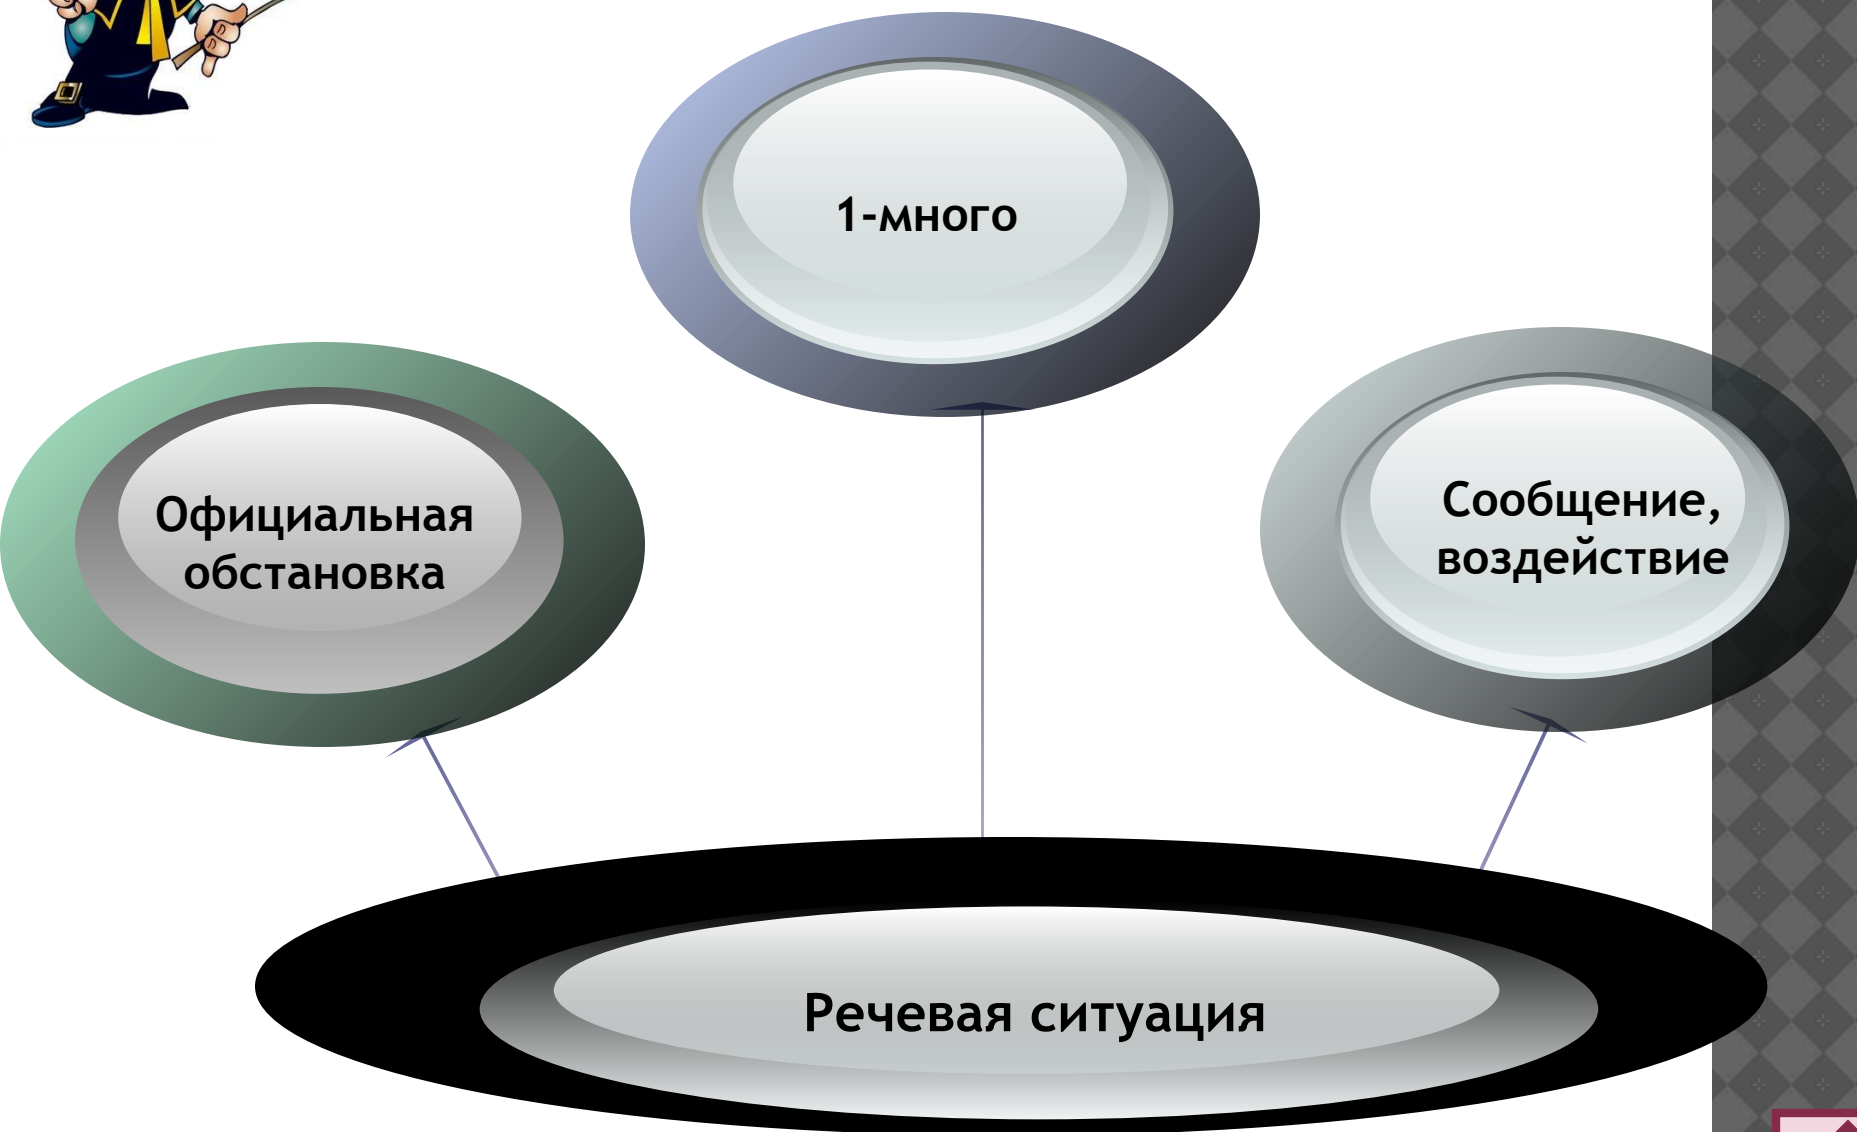 1-много
Официальная
обстановка
Сообщение,
воздействие
Речевая ситуация